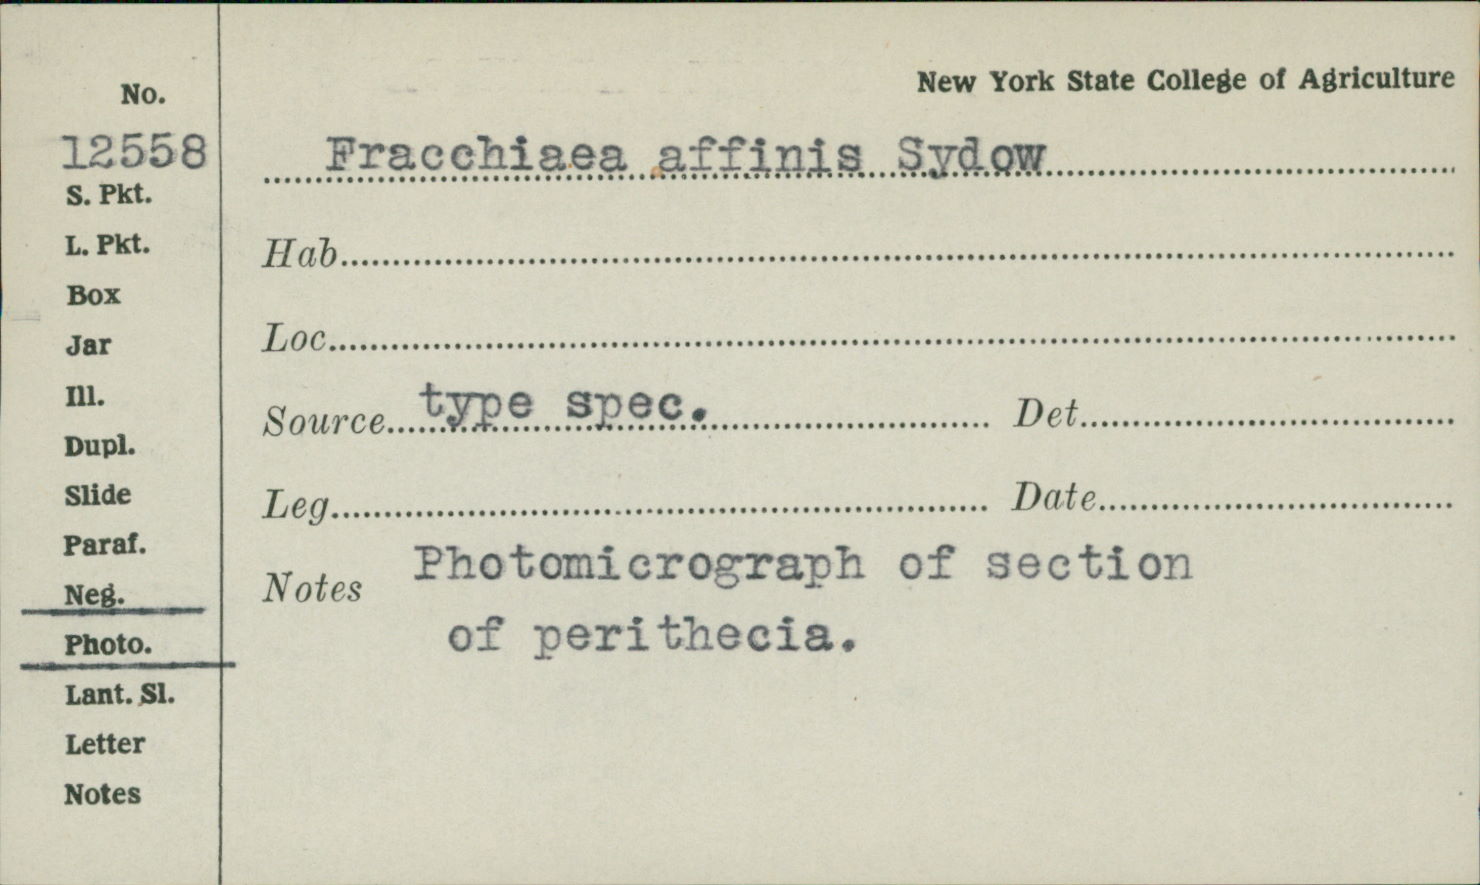 New York State College of Agriculture
No.
12558
S. Pkt.
L. Pkt.
Box
Jar
Ill.
Dupl.
Slide
Paraf.
Neg.
Photo.
Lant. Sl.
Letter
Notes
Fracchiaea affinis Sydow
Hab
Loc
Source type spec. Det
Leg Date
Notes Photomicrograph of section
of perithecia.